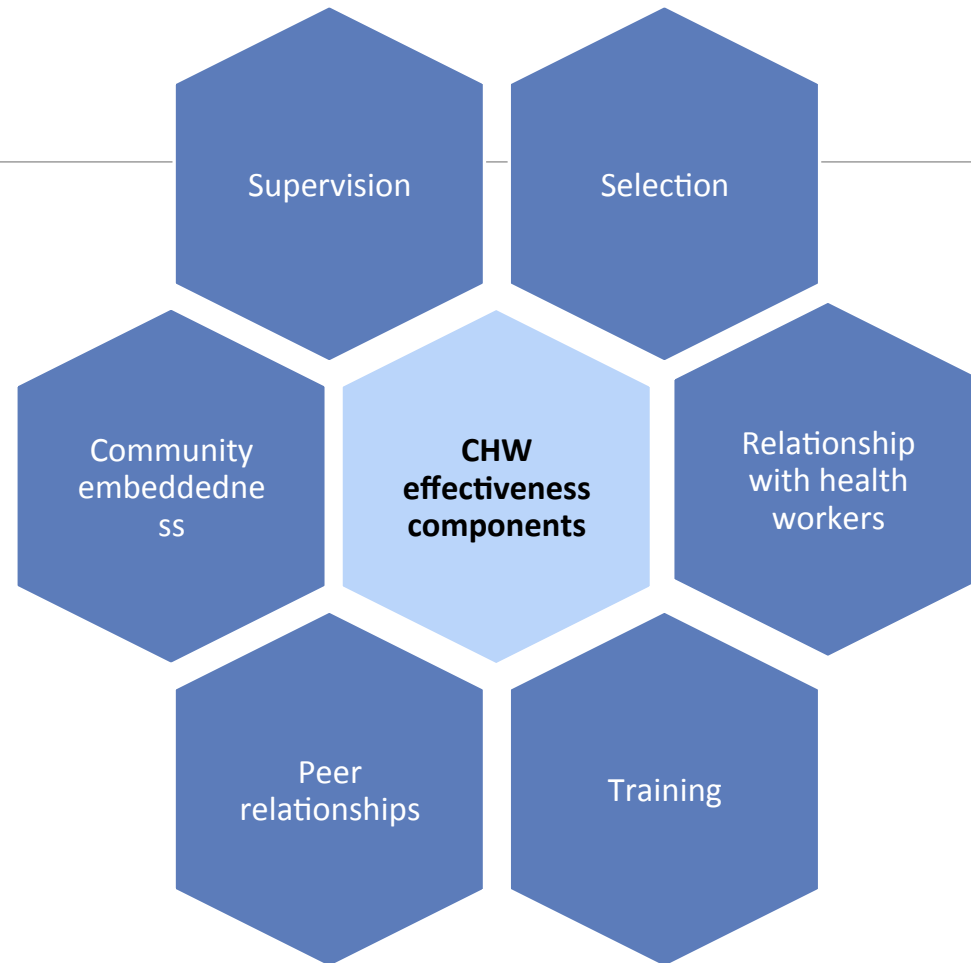 Supervision
Selection
Community
embeddedne
ss
CHW
effectiveness
components
Relationship
with health
workers
Peer
relationships
Training